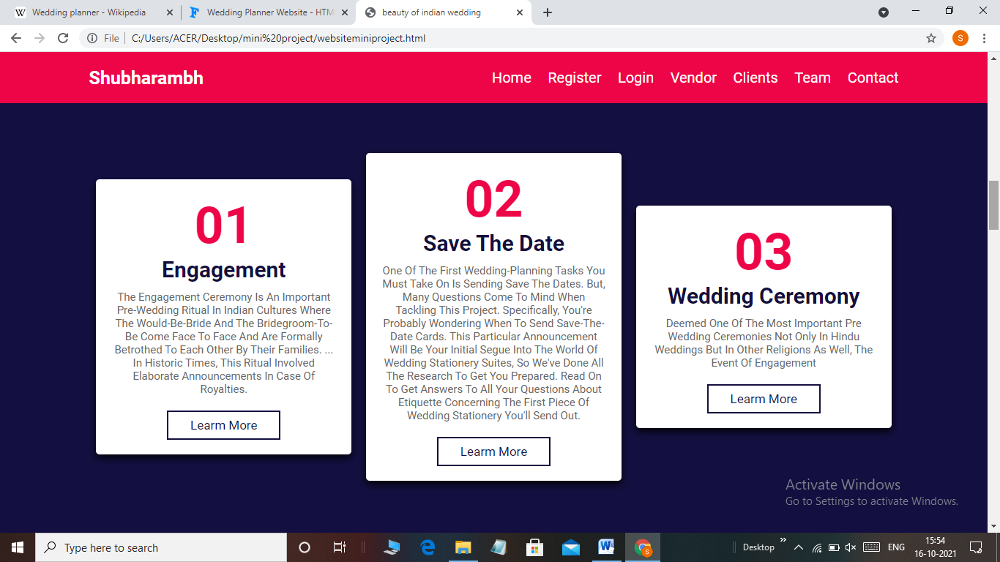 Wedding planner - Wikipedia
Wedding Planner Website - HTM
beauty of indian wedding
File
C:/Users/ACER/Desktop/mini%20project/websiteminiproject.html
S
Shubharambh
Home Register Login Vendor Clients Team Contact
01
Engagement
The Engagement Ceremony Is An Important
Pre-Wedding Ritual In Indian Cultures Where
The Would-Be-Bride And The Bridegroom-To-
Be Come Face To Face And Are Formally
Betrothed To Each Other By Their Families. ...
In Historic Times, This Ritual Involved
Elaborate Announcements In Case Of
Royalties.
Learm More
02
Save The Date
One Of The First Wedding-Planning Tasks You
Must Take On Is Sending Save The Dates. But,
Many Questions Come To Mind When
Tackling This Project. Specifically, You're
Probably Wondering When To Send Save-The-
Date Cards. This Particular Announcement
Will Be Your Initial Segue Into The World Of
Wedding Stationery Suites, So We've Done All
The Research To Get You Prepared. Read On
To Get Answers To All Your Questions About
Etiquette Concerning The First Piece Of
Wedding Stationery You'll Send Out.
Learm More
03
Wedding Ceremony
Deemed One Of The Most Important Pre
Wedding Ceremonies Not Only In Hindu
Weddings But In Other Religions As Well, The
Event Of Engagement
Learm More
Activate Windows
Go to Settings to activate Windows.
Type here to search
Desktop
ENG
15:54
16-10-2021